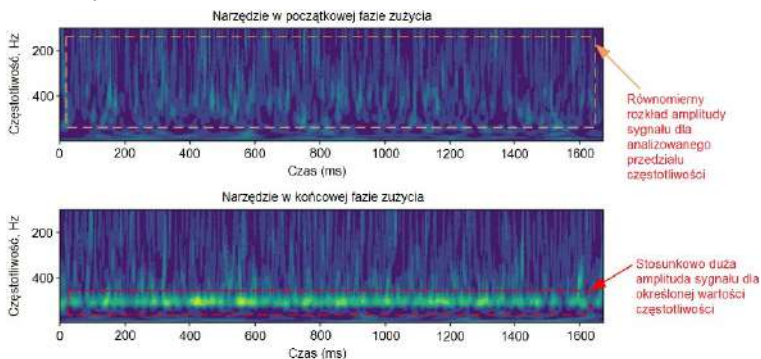 Narzędzie w początkowej fazie zużycia
Częstotliwość, Hz
200
400
0
200
400
600
800
1000
1200
1400
1600
Czas (ms)
Równomierny
rozkład amplitudy
sygnału dla
analizowanego
przedziału
częstotliwości
Narzędzie w końcowej fazie zużycia
Częstotliwość, Hz
200
400
0
200
400
600
800
1000
1200
1400
1600
Czas (ms)
Stosunkowo duża
amplituda sygnału dla
określonej wartości
częstotliwości